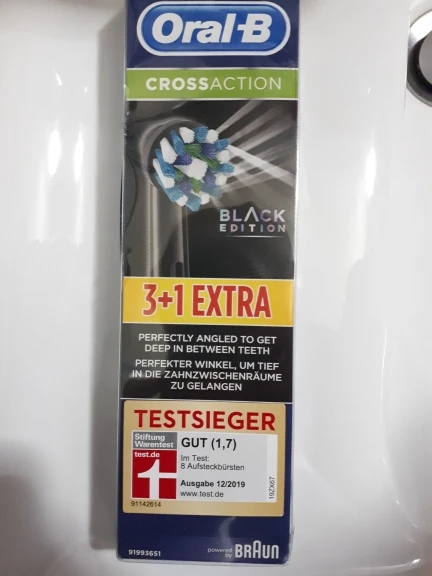 Oral-B
CROSSACTION
BLACK
EDITION
3+1 EXTRA
PERFECTLY ANGLED TO GET
DEEP IN BETWEEN TEETH
PERFEKTER WINKEL, UM TIEF
IN DIE ZAHNZWISCHENRÄUME
ZU GELANGEN
TESTSIEGER
Stiftung
Warentest
test.de
GUT (1,7)
Im Test:
8 Aufsteckbürsten
Ausgabe 12/2019
www.test.de
19ZX67
91142614
91993651
powered by BRAUN